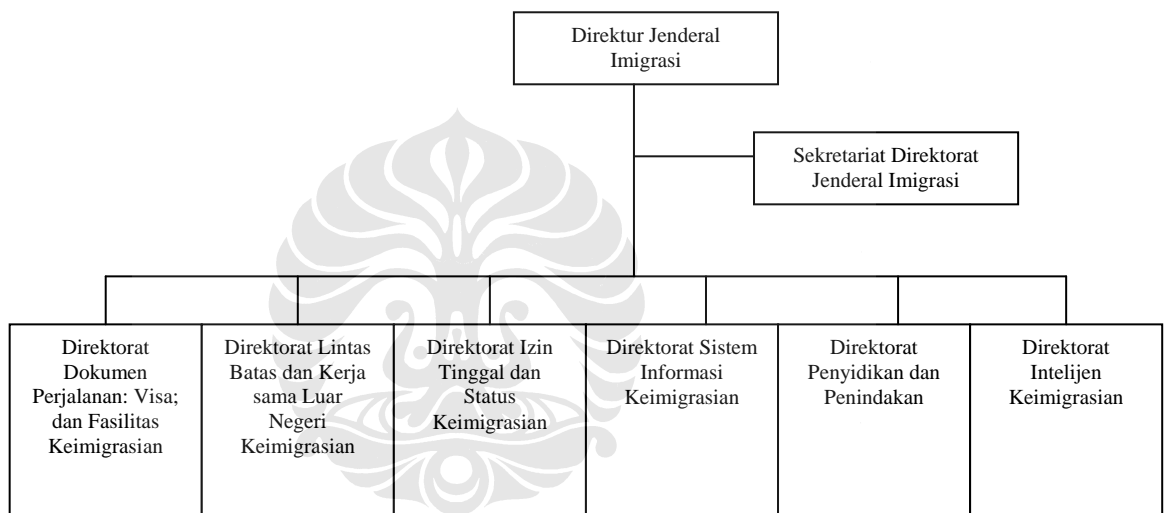 Direktur Jenderal
Imigrasi
Sekretariat Direktorat
Jenderal Imigrasi
Direktorat
Dokumen
Perjalanan: Visa;
dan Fasilitas
Keimigrasian
Direktorat Lintas
Batas dan Kerja
sama Luar
Negeri
Keimigrasian
Direktorat Izin
Tinggal dan
Status
Keimigrasian
Direktorat Sistem
Informasi
Keimigrasian
Direktorat
Penyidikan dan
Penindakan
Direktorat
Intelijen
Keimigrasian